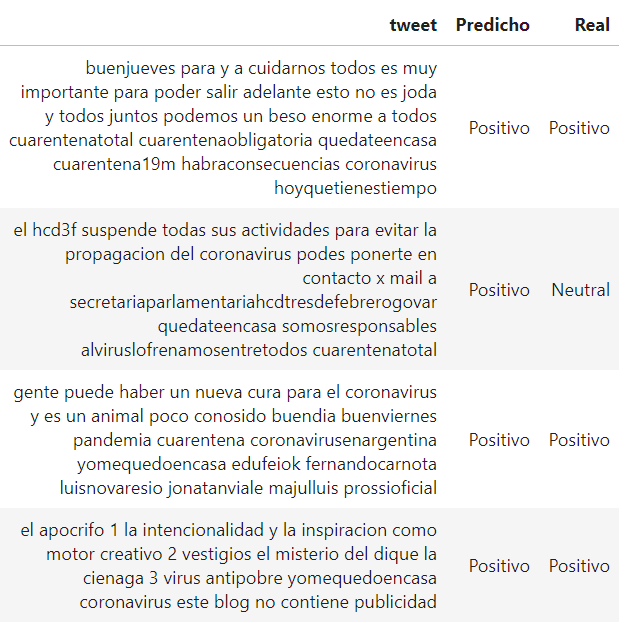 tweet Predicho Real
buenjueves para y a cuidarnos todos es muy
importante para poder salir adelante esto no es joda
y todos juntos podemos un beso enorme a todos
cuarentenatotal cuarentenaobligatoria quedateencasa
cuarentena19m habraconsecuencias coronavirus
hoyquetienestiempo
Positivo Positivo
el hcd3f suspende todas sus actividades para evitar la
propagacion del coronavirus podes ponerte en
contacto x mail a
secretariaparlamentariahcdtresdefebrerogovar
quedateencasa somosresponsables
alviruslofrenamosentretodos cuarentenatotal
Positivo Neutral
gente puede haber un nueva cura para el coronavirus
y es un animal poco conosido buendia buenviernes
pandemia cuarentena coronavirusenargentina
yomequedoencasa edufeiok fernandocarnota
luisnovaresio jonatanviale majulluis prossioficial
Positivo Positivo
el apocrifo 1 la intencionalidad y la inspiracion como
motor creativo 2 vestigios el misterio del dique la
cienaga 3 virus antipobre yomequedoencasa
coronavirus este blog no contiene publicidad
Positivo Positivo